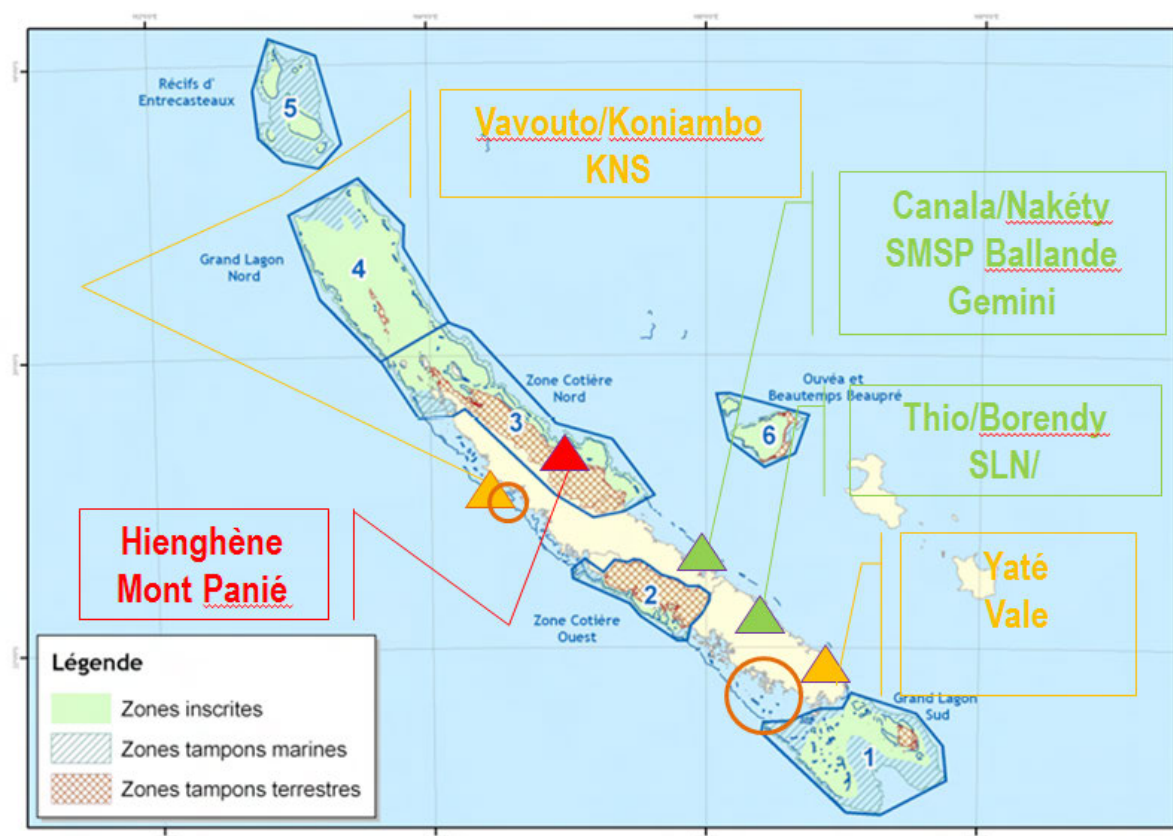 Récifs d'
Entrecasteaux
5
Vavouto/Koniambo
KNS
Canala/Nakéty
SMSP Ballande
Gemini
Grand Lagon
Nord
4
Zone Cotière
Nord
3
Ouvéa et
Beautemps Beaupré
6
Thio/Borendy
SLN/
Hienghène
Mont Panié
Yaté
Vale
2
Zone Cotière
Ouest
Grand Lagon
Sud
1
Légende
Zones inscrites
Zones tampons marines
Zones tampons terrestres